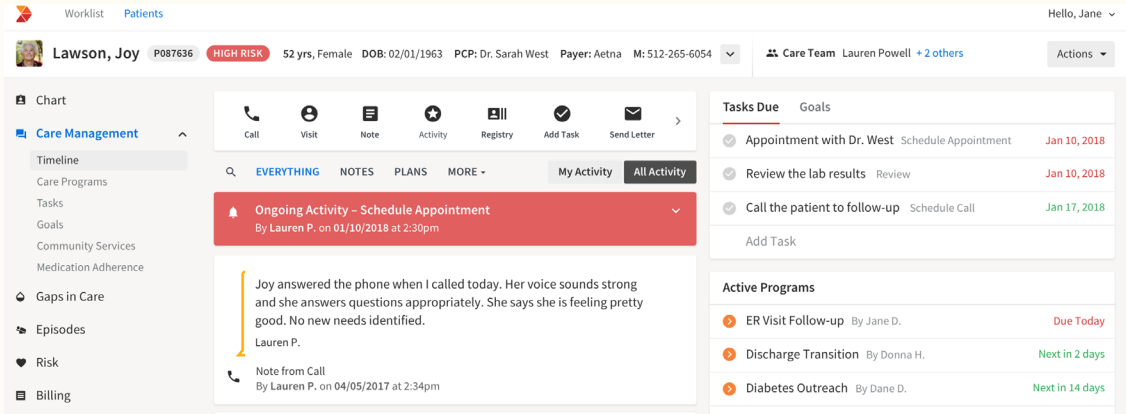 Worklist Patients Hello, Jane
Lawson, Joy P087636 HIGH RISK 52 yrs, Female DOB: 02/01/1963 PCP: Dr. Sarah West Payer: Aetna M: 512-265-6054 Care Team Lauren Powell + 2 others Actions
Chart
Care Management
Timeline
Care Programs
Tasks
Goals
Community Services
Medication Adherence
Gaps in Care
Episodes
Risk
Billing
Call Visit Note Activity Registry Add Task Send Letter
EVERYTHING NOTES PLANS MORE My Activity All Activity
Ongoing Activity – Schedule Appointment
By Lauren P. on 01/10/2018 at 2:30pm
Joy answered the phone when I called today. Her voice sounds strong
and she answers questions appropriately. She says she is feeling pretty
good. No new needs identified.
Lauren P.
Note from Call
By Lauren P. on 04/05/2017 at 2:34pm
Tasks Due Goals
Appointment with Dr. West Schedule Appointment Jan 10, 2018
Review the lab results Review Jan 10, 2018
Call the patient to follow-up Schedule Call Jan 17, 2018
Add Task
Active Programs
ER Visit Follow-up By Jane D. Due Today
Discharge Transition By Donna H. Next in 2 days
Diabetes Outreach By Dane D. Next in 14 days